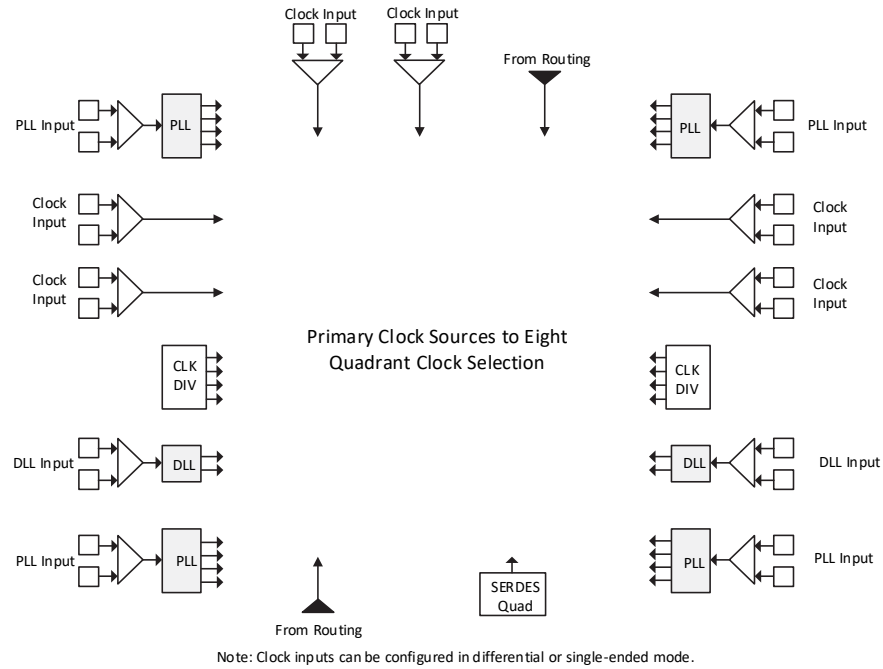 Clock Input Clock Input
From Routing
PLL Input PLL PLL PLL Input
Clock
Input
Clock
Input
Clock
Input
Clock
Input
Primary Clock Sources to Eight
Quadrant Clock Selection
CLK
DIV
CLK
DIV
DLL Input DLL DLL DLL Input
PLL Input PLL PLL PLL Input
SERDES
Quad
From Routing
Note: Clock inputs can be configured in differential or single-ended mode.